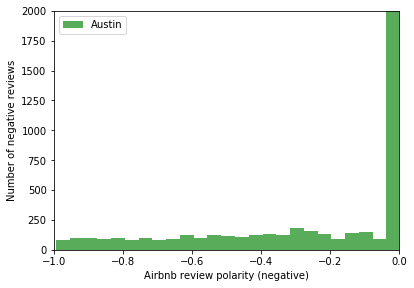 Austin
Number of negative reviews
2000
1750
1500
1250
1000
750
500
250
0
−1.0 −0.8 −0.6 −0.4 −0.2 0.0
Airbnb review polarity (negative)